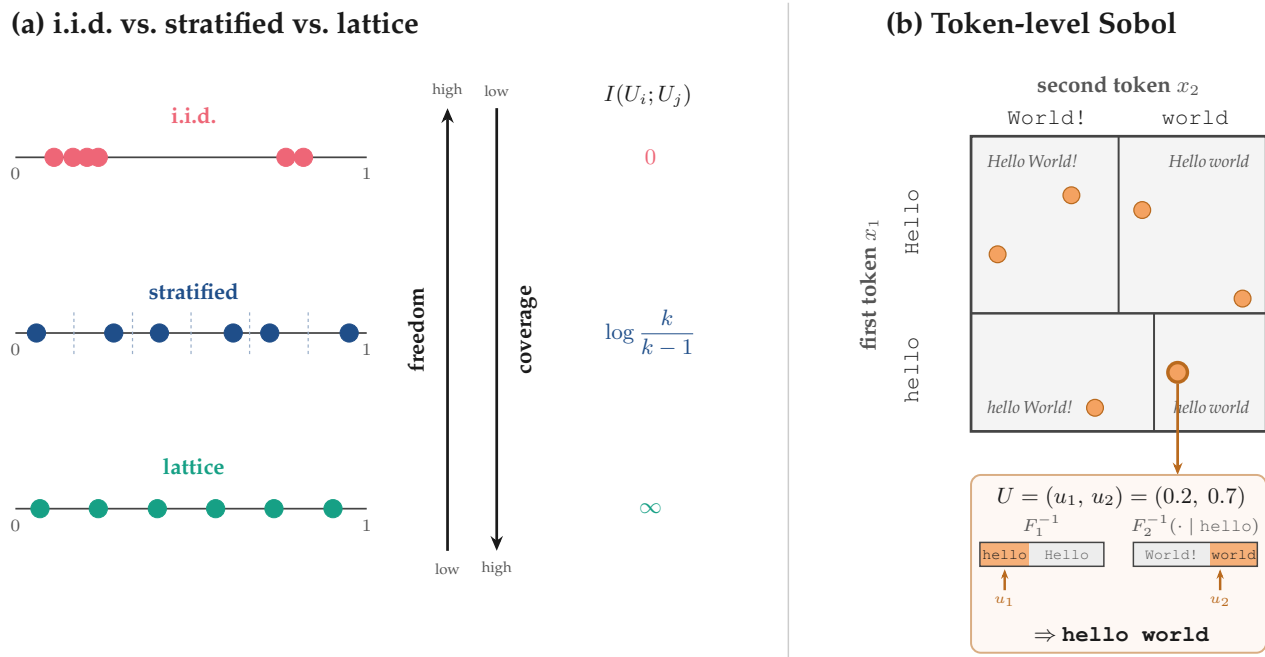 (a) i.i.d. vs. stratified vs. lattice
high
low
I(U_i; U_j)
i.i.d.
0
1
0
stratified
0
1
freedom
coverage
log k/(k − 1)
lattice
0
1
∞
low
high
(b) Token-level Sobol
second token x_2
World!
world
first token x_1
Hello
hello
Hello World!
Hello world
hello World!
hello world
U = (u_1, u_2) = (0.2, 0.7)
F_1^{-1}
F_2^{-1}(· | hello)
hello
Hello
World!
world
u_1
u_2
⇒ hello world